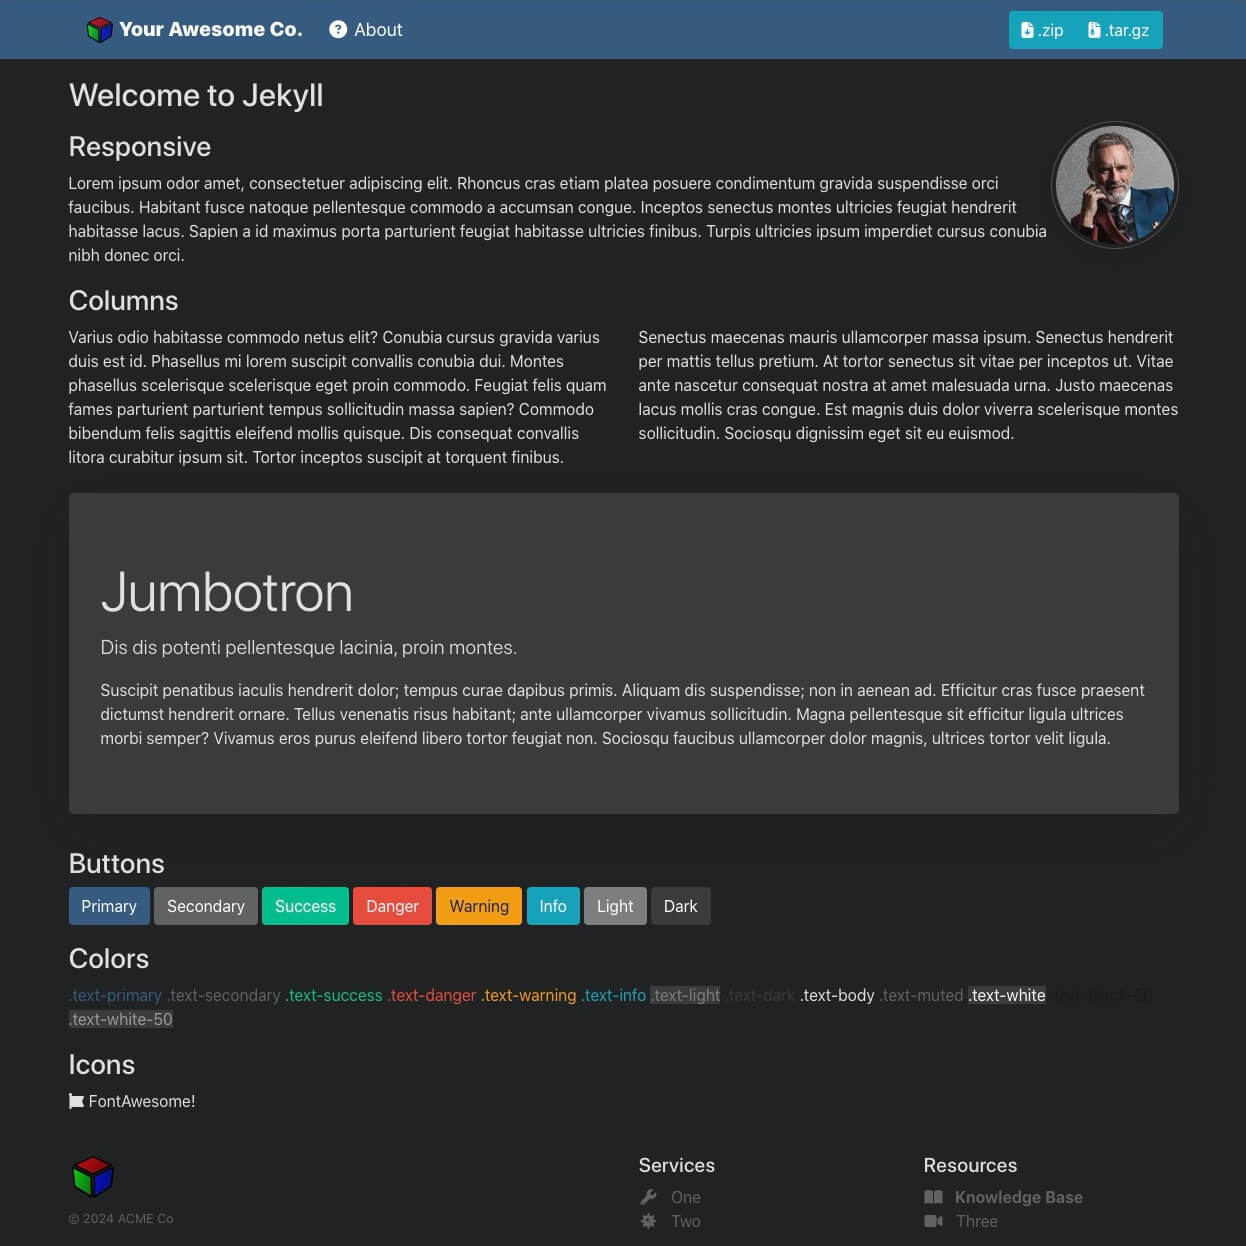 Your Awesome Co.
About
.zip
.tar.gz
Welcome to Jekyll
Responsive
Lorem ipsum odor amet, consectetuer adipiscing elit. Rhoncus cras etiam platea posuere condimentum gravida suspendisse orci
faucibus. Habitant fusce natoque pellentesque commodo a accumsan congue. Inceptos senectus montes ultricies feugiat hendrerit
habitasse lacus. Sapien a id maximus porta parturient feugiat habitasse ultricies finibus. Turpis ultricies ipsum imperdiet cursus conubia
nibh donec orci.
Columns
Varius odio habitasse commodo netus elit? Conubia cursus gravida varius
duis est id. Phasellus mi lorem suscipit convallis conubia dui. Montes
phasellus scelerisque scelerisque eget proin commodo. Feugiat felis quam
fames parturient parturient tempus sollicitudin massa sapien? Commodo
bibendum felis sagittis eleifend mollis quisque. Dis consequat convallis
litora curabitur ipsum sit. Tortor inceptos suscipit at torquent finibus.
Senectus maecenas mauris ullamcorper massa ipsum. Senectus hendrerit
per mattis tellus pretium. At tortor senectus sit vitae per inceptos ut. Vitae
ante nascetur consequat nostra at amet malesuada urna. Justo maecenas
lacus mollis cras congue. Est magnis duis dolor viverra scelerisque montes
sollicitudin. Sociosqu dignissim eget sit eu euismod.
Jumbotron
Dis dis potenti pellentesque lacinia, proin montes.
Suscipit penatibus iaculis hendrerit dolor; tempus curae dapibus primis. Aliquam dis suspendisse; non in aenean ad. Efficitur cras fusce praesent
dictumst hendrerit ornare. Tellus venenatis risus habitant; ante ullamcorper vivamus sollicitudin. Magna pellentesque sit efficitur ligula ultrices
morbi semper? Vivamus eros purus eleifend libero tortor feugiat non. Sociosqu faucibus ullamcorper dolor magnis, ultrices tortor velit ligula.
Buttons
Primary Secondary Success Danger Warning Info Light Dark
Colors
.text-primary .text-secondary .text-success .text-danger .text-warning .text-info .text-light .text-dark .text-body .text-muted .text-white .text-black-50
.text-white-50
Icons
FontAwesome!
© 2024 ACME Co
Services
One
Two
Resources
Knowledge Base
Three